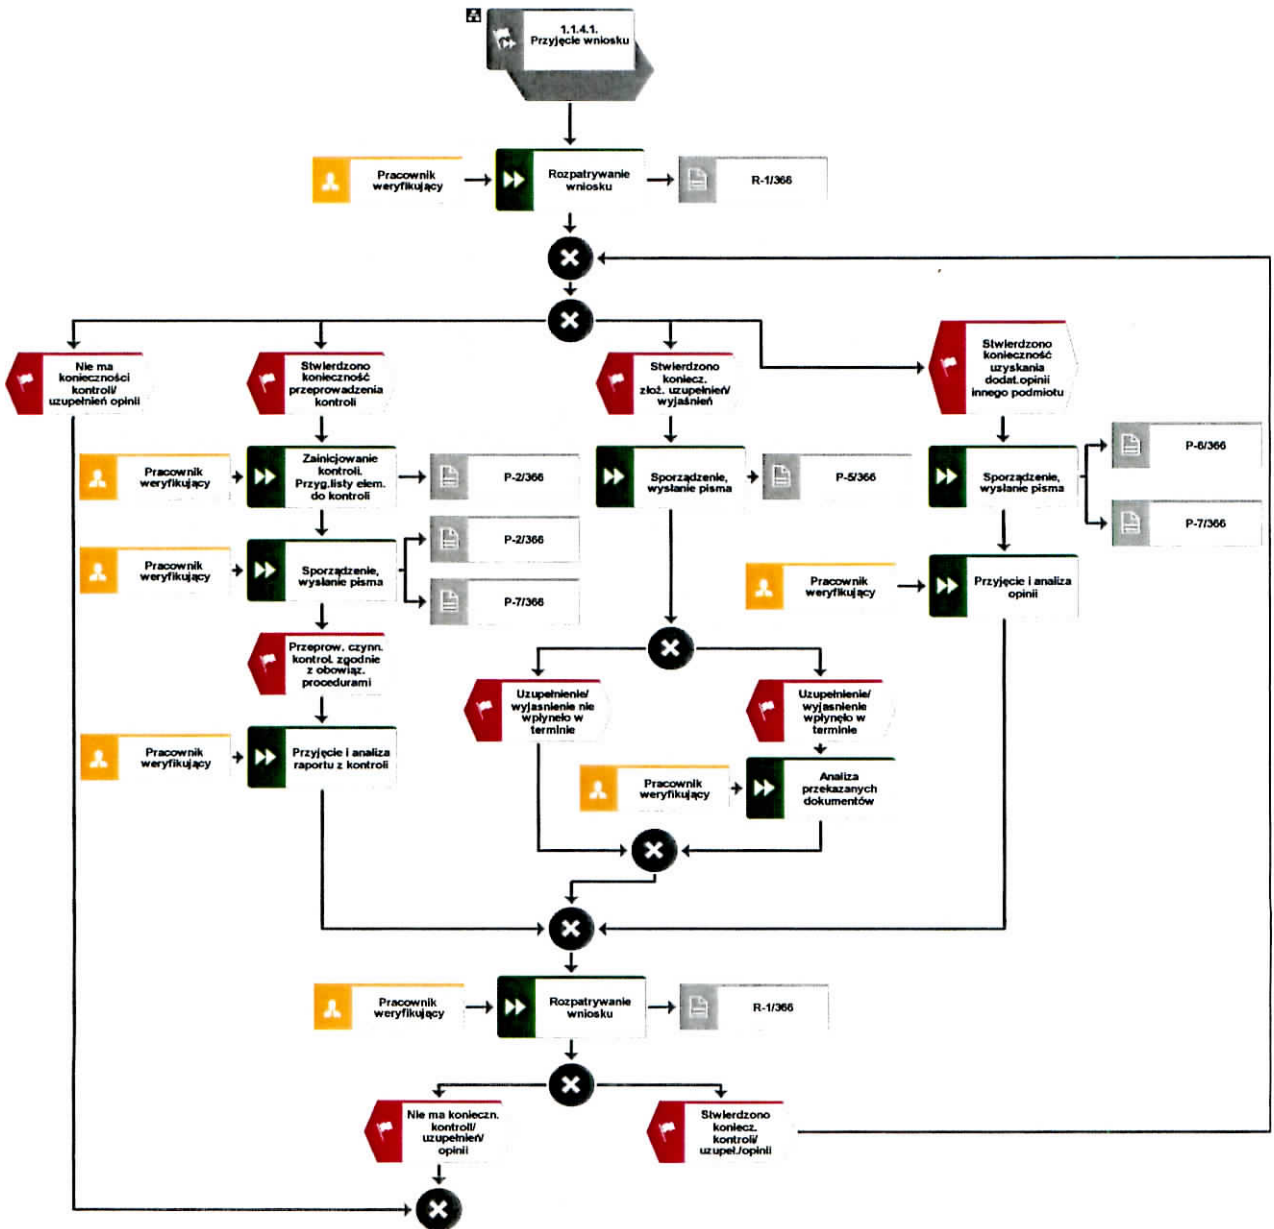 1.1.4.1.
Przyjęcie wniosku
Pracownik
weryfikujący
Rozpatrywanie
wniosku
R-1/366
Nie ma
konieczności
kontroli/
uzupełnień opinii
Stwierdzono
konieczność
przeprowadzenia
kontroli
Stwierdzono
koniecz.
złoż. uzupełnień/
wyjaśnień
Stwierdzono
konieczność
uzyskania
dodat.opinii
innego podmiotu
Pracownik
weryfikujący
Zainicjowanie
kontroli.
Przyg.listy elem.
do kontroli
P-2/366
Sporządzenie,
wysłanie pisma
P-5/366
Sporządzenie,
wysłanie pisma
P-6/366
P-7/366
Pracownik
weryfikujący
Sporządzenie,
wysłanie pisma
P-2/366
P-7/366
Pracownik
weryfikujący
Przyjęcie i analiza
opinii
Przeprow. czynn.
kontrol. zgodnie
z obowiąz.
procedurami
Uzupełnienie/
wyjasnienie nie
wpłyneło w
terminie
Uzupełnienie/
wyjasnienie
wpłynęło w
terminie
Pracownik
weryfikujący
Przyjęcie i analiza
raportu z kontroli
Pracownik
weryfikujący
Analiza
przekazanych
dokumentów
Pracownik
weryfikujący
Rozpatrywanie
wniosku
R-1/366
Nie ma konieczn.
kontroli/
uzupełnień/
opinii
Stwierdzono
koniecz.
kontroli/
uzupeł./opinii